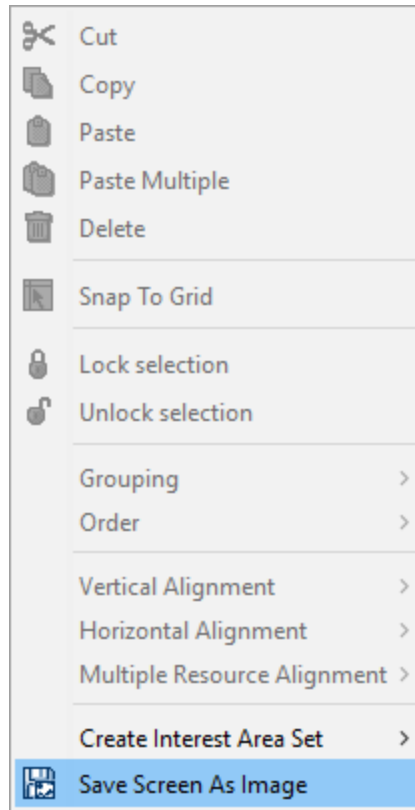 Cut
Copy
Paste
Paste Multiple
Delete
Snap To Grid
Lock selection
Unlock selection
Grouping
Order
Vertical Alignment
Horizontal Alignment
Multiple Resource Alignment
Create Interest Area Set
Save Screen As Image